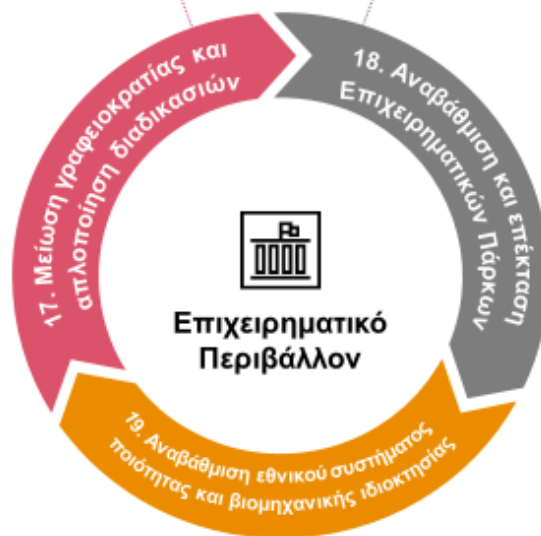 17. Μείωση γραφειοκρατίας και
απλοποίηση διαδικασιών
18. Αναβάθμιση και επέκταση
Επιχειρηματικών Πάρκων
Επιχειρηματικό
Περιβάλλον
19. Αναβάθμιση εθνικού συστήματος
ποιότητας και βιομηχανικής ιδιοκτησίας